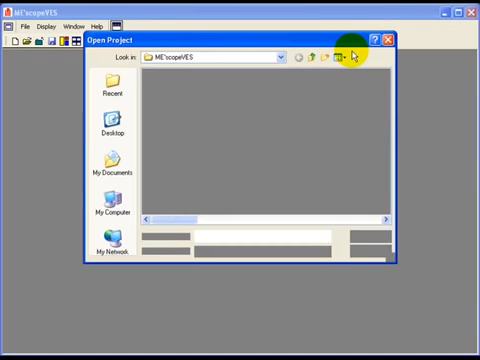 ME'scopeVES
File Display Window Help
Open Project
Look in: ME'scopeVES
Recent
Desktop
My Documents
My Computer
My Network